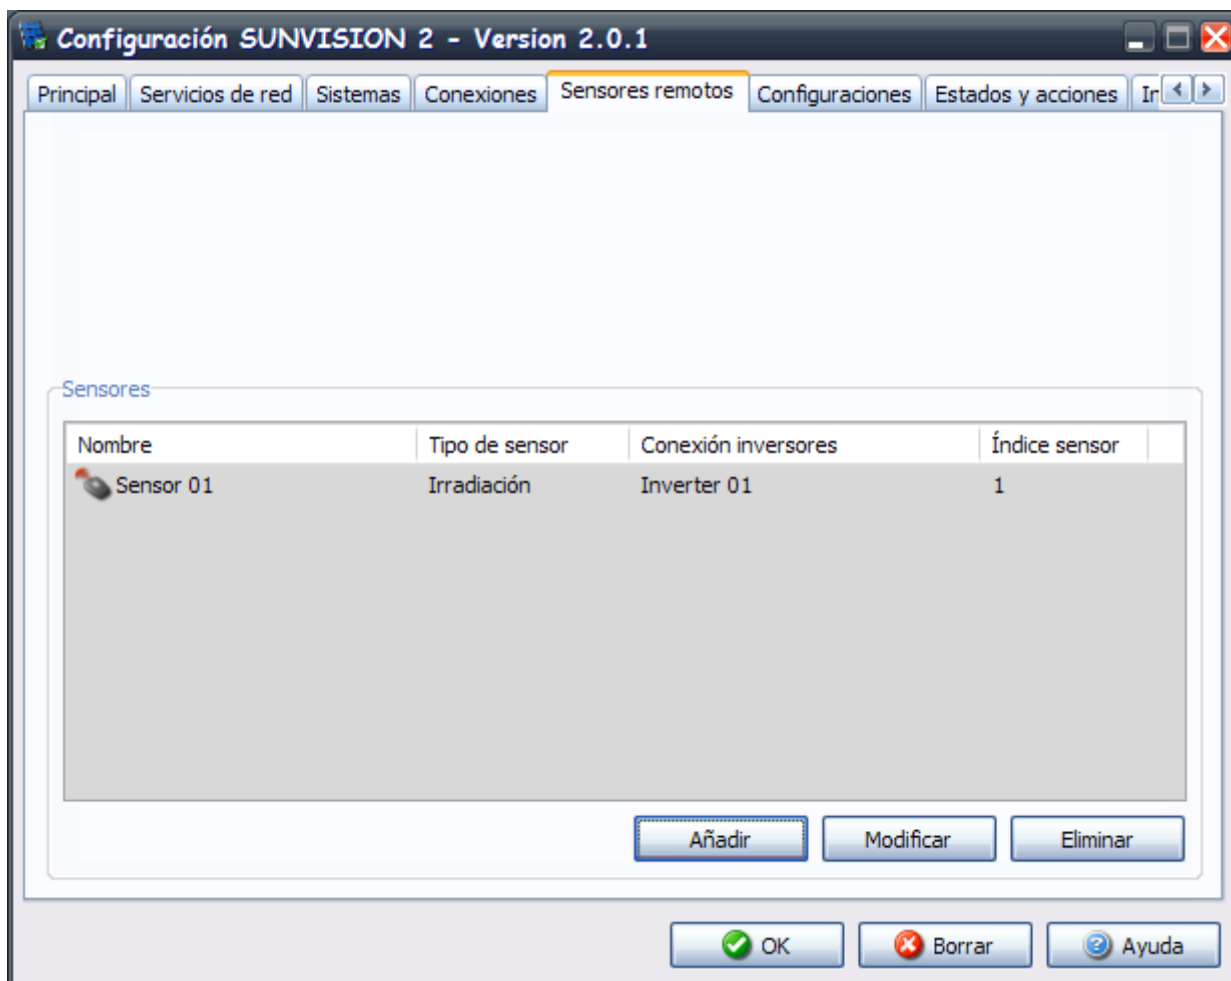 Configuración SUNVISION 2 - Version 2.0.1
Principal Servicios de red Sistemas Conexiones Sensores remotos Configuraciones Estados y acciones
Sensores
Nombre Tipo de sensor Conexión inversores Índice sensor
Sensor 01 Irradiación Inverter 01 1
Añadir Modificar Eliminar
OK Borrar Ayuda